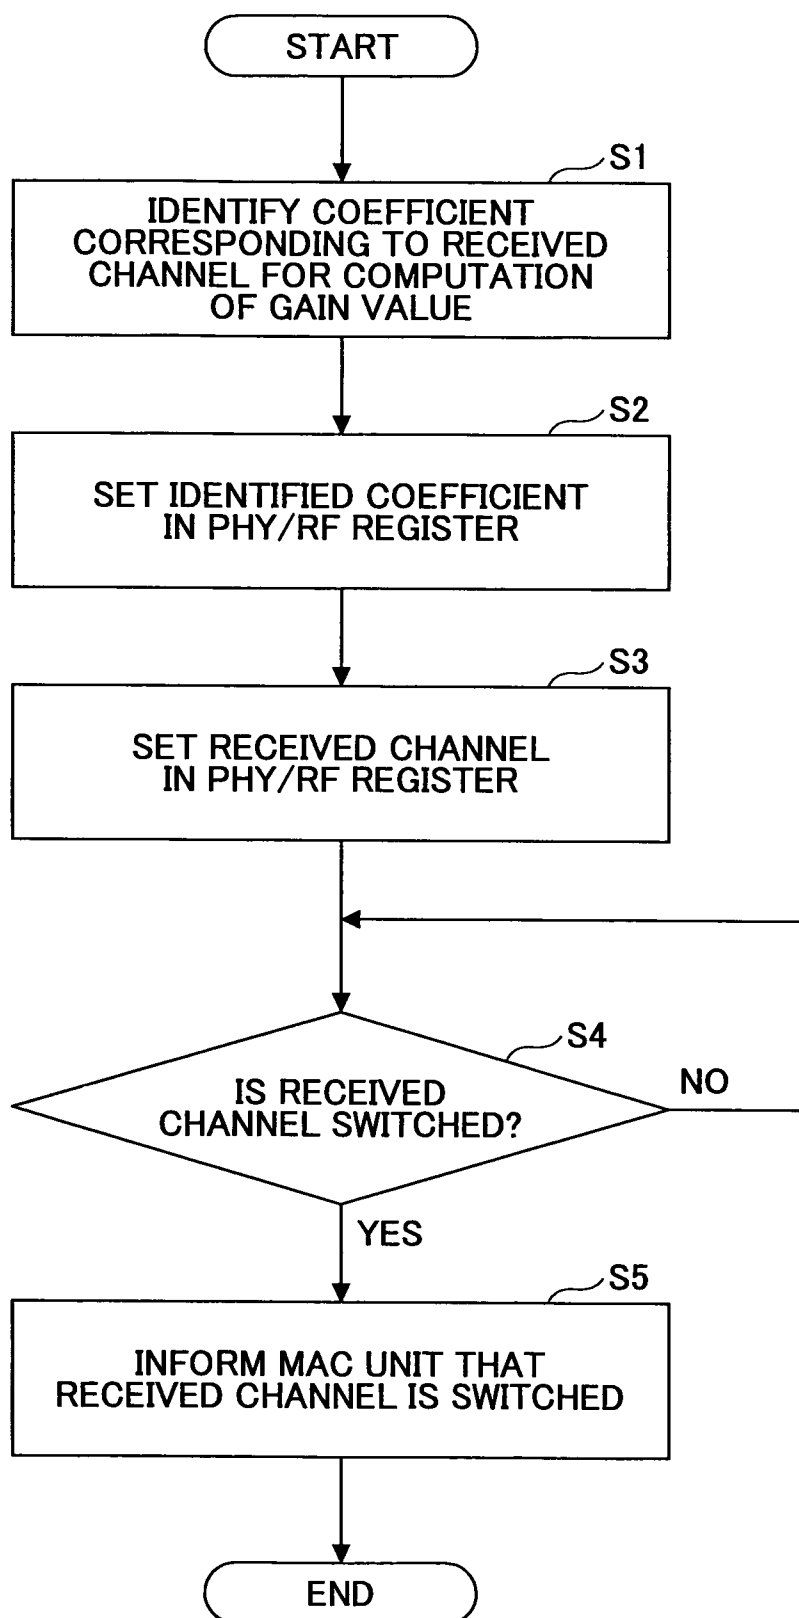 START
S1
IDENTIFY COEFFICIENT
CORRESPONDING TO RECEIVED
CHANNEL FOR COMPUTATION
OF GAIN VALUE
S2
SET IDENTIFIED COEFFICIENT
IN PHY/RF REGISTER
S3
SET RECEIVED CHANNEL
IN PHY/RF REGISTER
S4
IS RECEIVED
CHANNEL SWITCHED?
NO
YES
S5
INFORM MAC UNIT THAT
RECEIVED CHANNEL IS SWITCHED
END